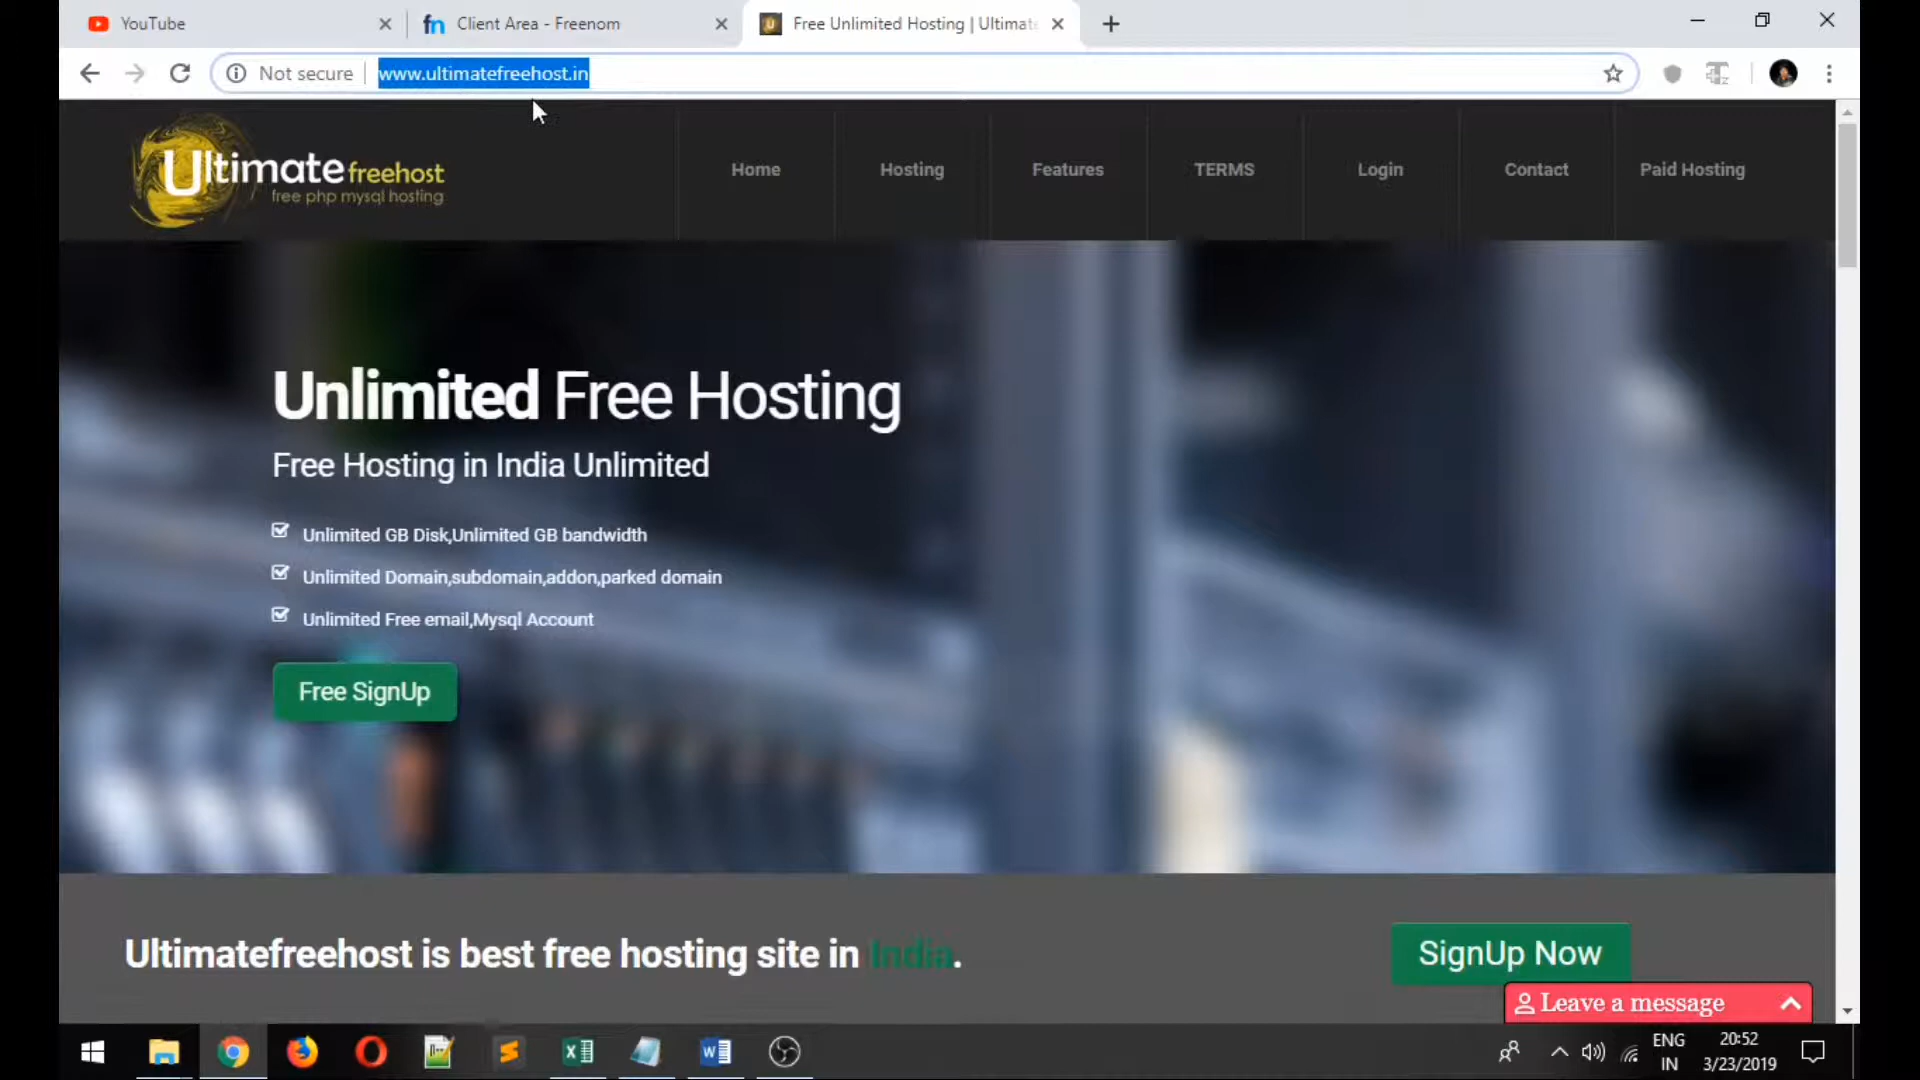 YouTube
Client Area - Freenom
Free Unlimited Hosting | Ultimat
Not secure
www.ultimatefreehost.in
Ultimate freehost
free php mysql hosting
Home
Hosting
Features
TERMS
Login
Contact
Paid Hosting
Unlimited Free Hosting
Free Hosting in India Unlimited
Unlimited GB Disk,Unlimited GB bandwidth
Unlimited Domain,subdomain,addon,parked domain
Unlimited Free email,Mysql Account
Free SignUp
Ultimatefreehost is best free hosting site in India.
SignUp Now
Leave a message
ENG
IN
20:52
3/23/2019